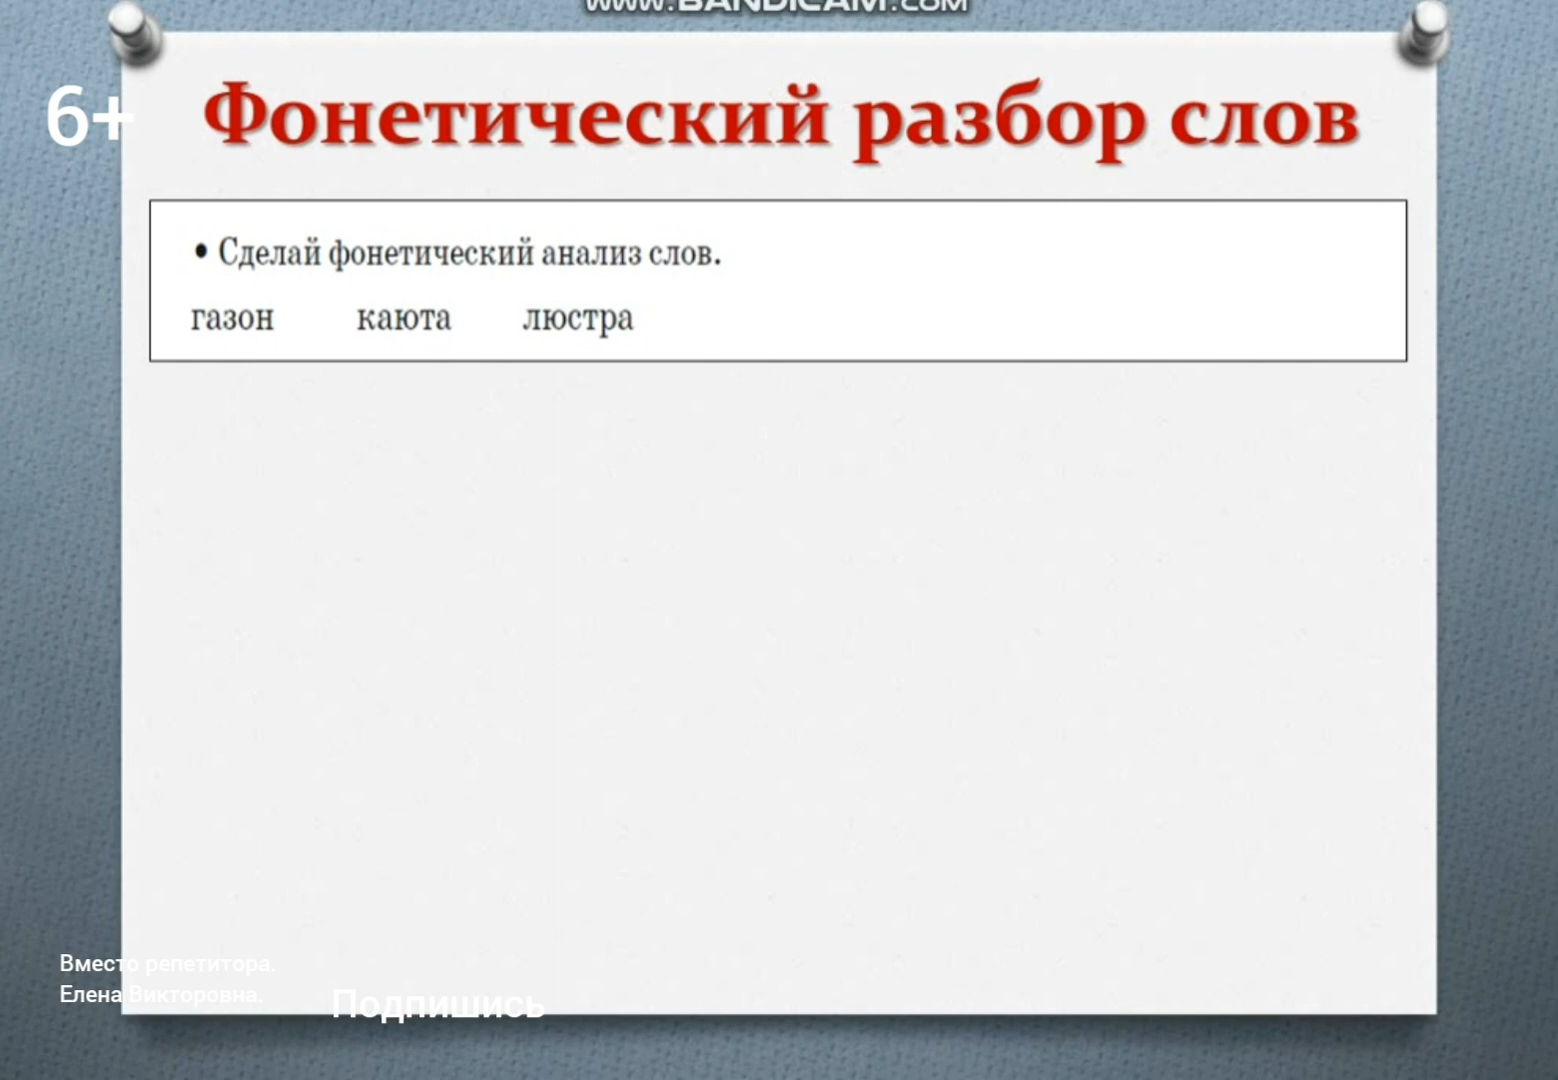 www.BANDICAM.COM
6+
Фонетический разбор слов
• Сделай фонетический анализ слов.
газон каюта люстра
Вместо репетитора.
Елена Викторовна.
Подпишись